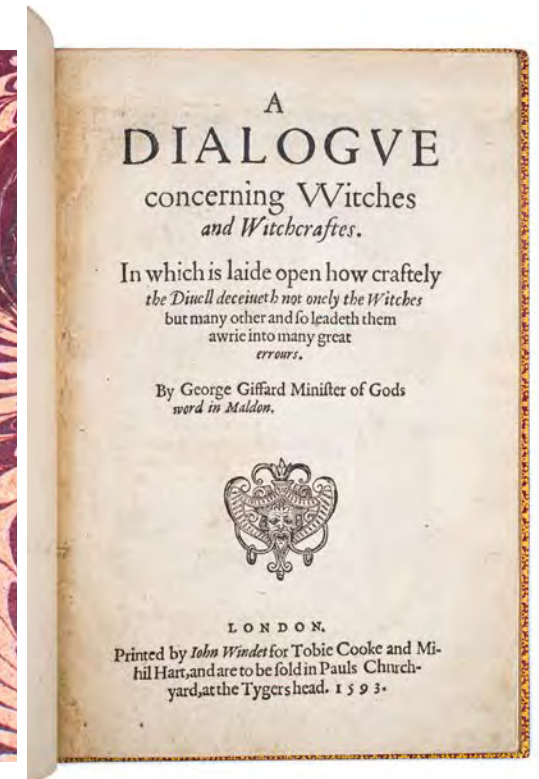 A
DIALOGVE
concerning VVitches
and Witchcraftes.
In which is laide open how craftely
the Diuell deceiueth not onely the Witches
but many other and ſo leadeth them
awrie into many great
errours.
By George Giffard Miniſter of Gods
word in Maldon.
LONDON.
Printed by Iohn Windet for Tobie Cooke and Mi-
hil Hart, and are to be ſold in Pauls Church-
yard, at the Tygers head. 1593.